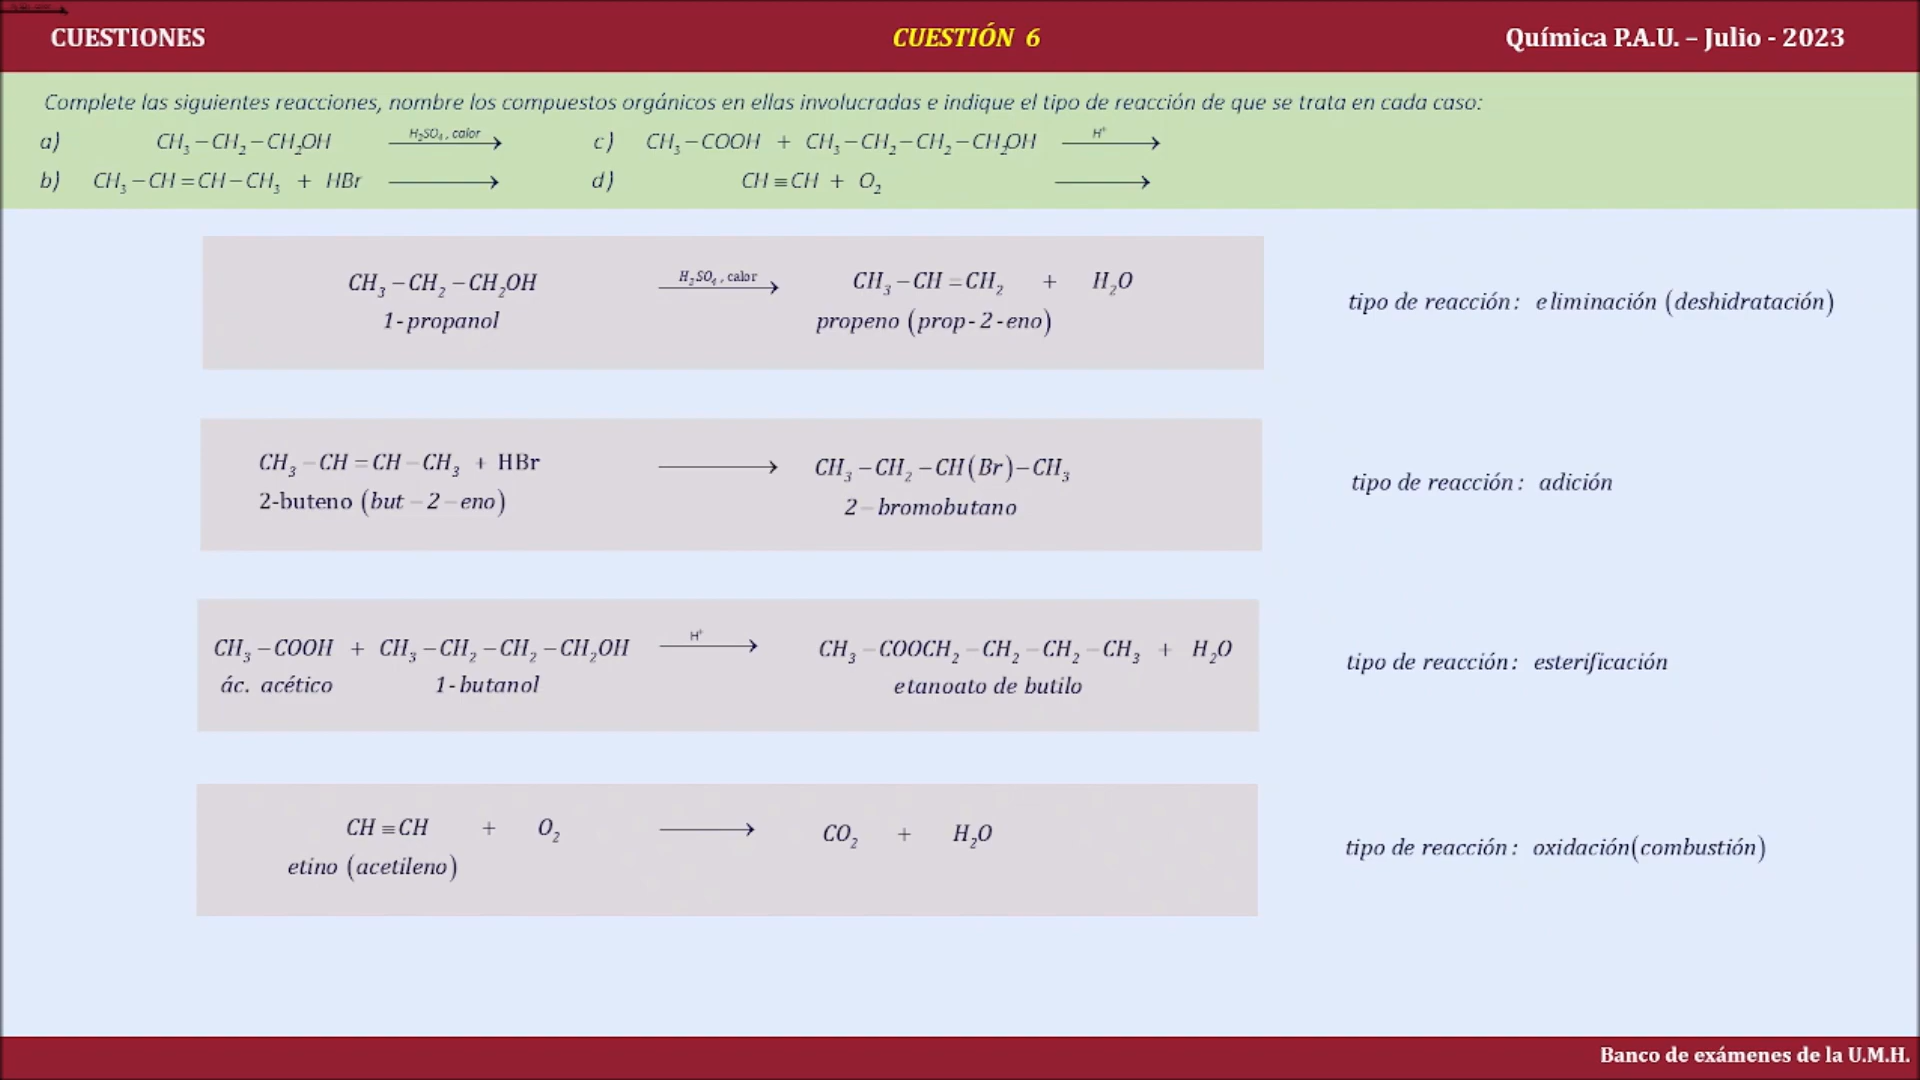 CUESTIONES
CUESTIÓN 6
Química P.A.U. – Julio - 2023
Complete las siguientes reacciones, nombre los compuestos orgánicos en ellas involucradas e indique el tipo de reacción de que se trata en cada caso:
a) CH₃ – CH₂ – CH₂OH H₂SO₄, calor ⟶
c) CH₃ – COOH + CH₃ – CH₂ – CH₂ – CH₂OH H⁺ ⟶
b) CH₃ – CH = CH – CH₃ + HBr ⟶
d) CH ≡ CH + O₂ ⟶
CH₃ – CH₂ – CH₂OH H₂SO₄, calor ⟶ CH₃ – CH = CH₂ + H₂O
1- propanol propeno (prop - 2 - eno)
tipo de reacción: eliminación (deshidratación)
CH₃ – CH = CH – CH₃ + HBr ⟶ CH₃ – CH₂ – CH(Br) – CH₃
2-buteno (but – 2 – eno) 2 – bromobutano
tipo de reacción: adición
CH₃ – COOH + CH₃ – CH₂ – CH₂ – CH₂OH H⁺ ⟶ CH₃ – COOCH₂ – CH₂ – CH₂ – CH₃ + H₂O
ác. acético 1- butanol etanoato de butilo
tipo de reacción: esterificación
CH ≡ CH + O₂ ⟶ CO₂ + H₂O
etino (acetileno)
tipo de reacción: oxidación(combustión)
Banco de exámenes de la U.M.H.